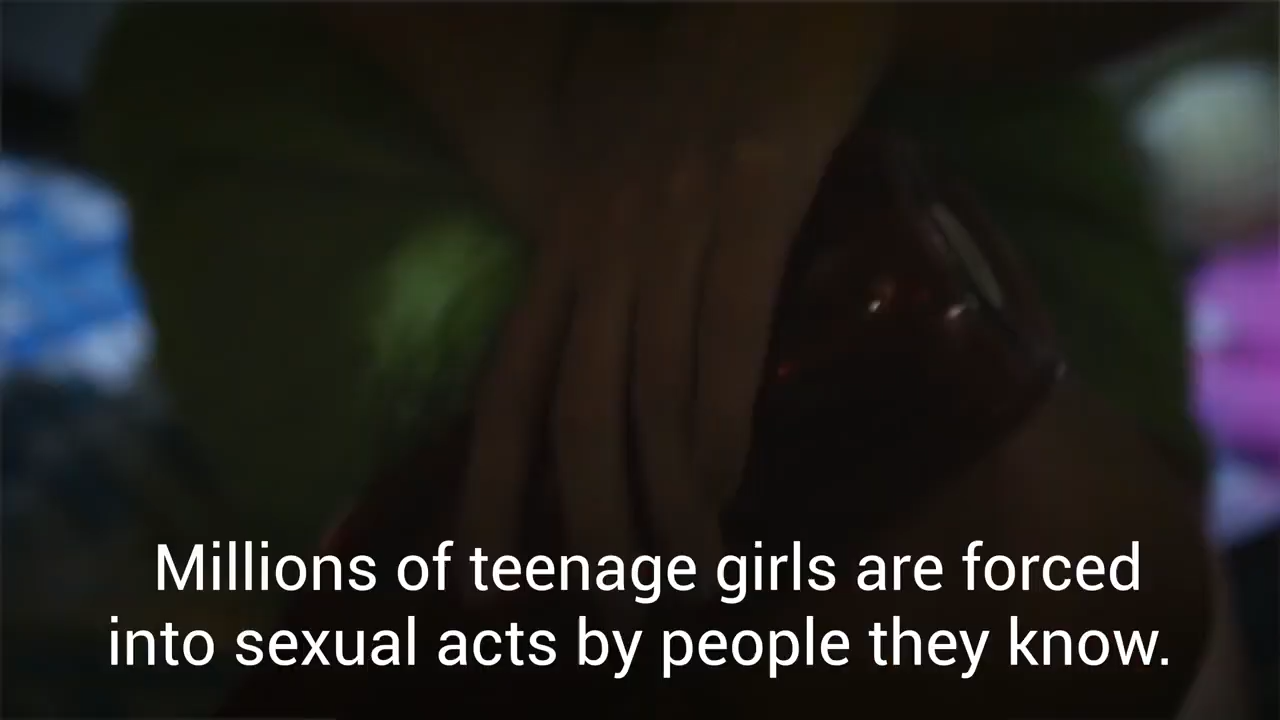 Millions of teenage girls are forced
into sexual acts by people they know.